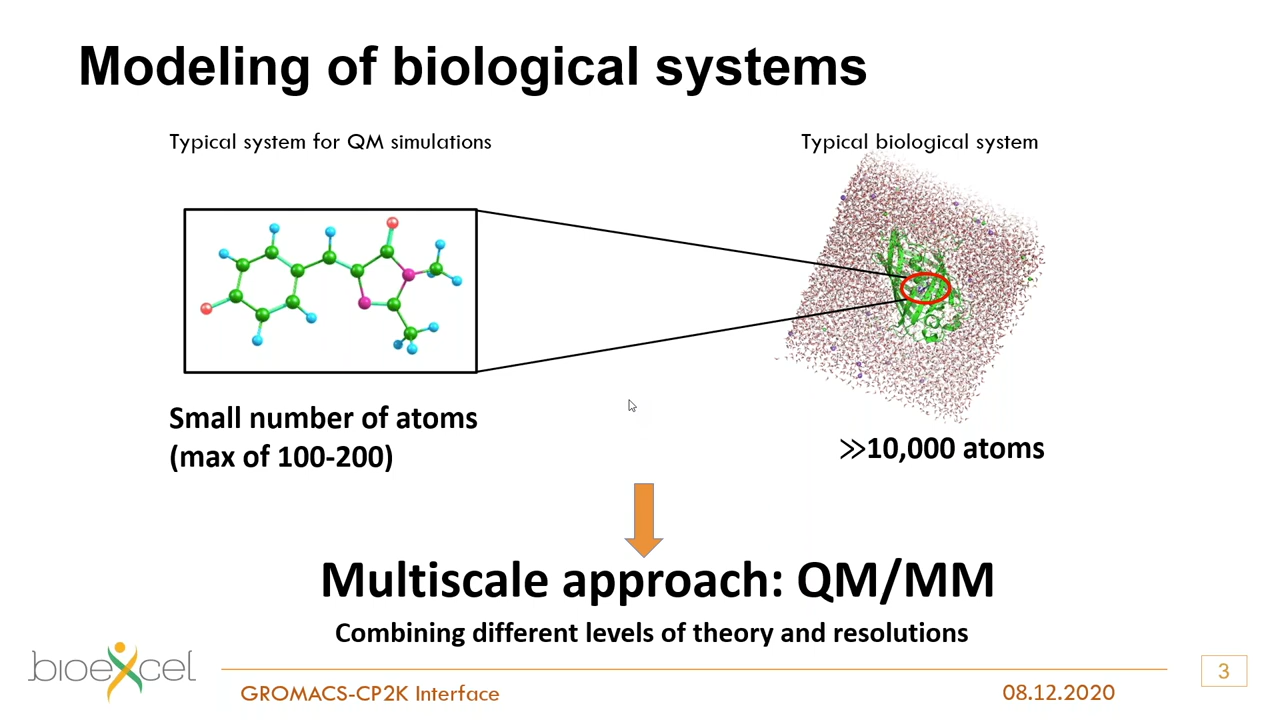 Modeling of biological systems
Typical system for QM simulations
Typical biological system
Small number of atoms
(max of 100-200)
≫10,000 atoms
Multiscale approach: QM/MM
Combining different levels of theory and resolutions
bioexcel
GROMACS-CP2K Interface
08.12.2020
3